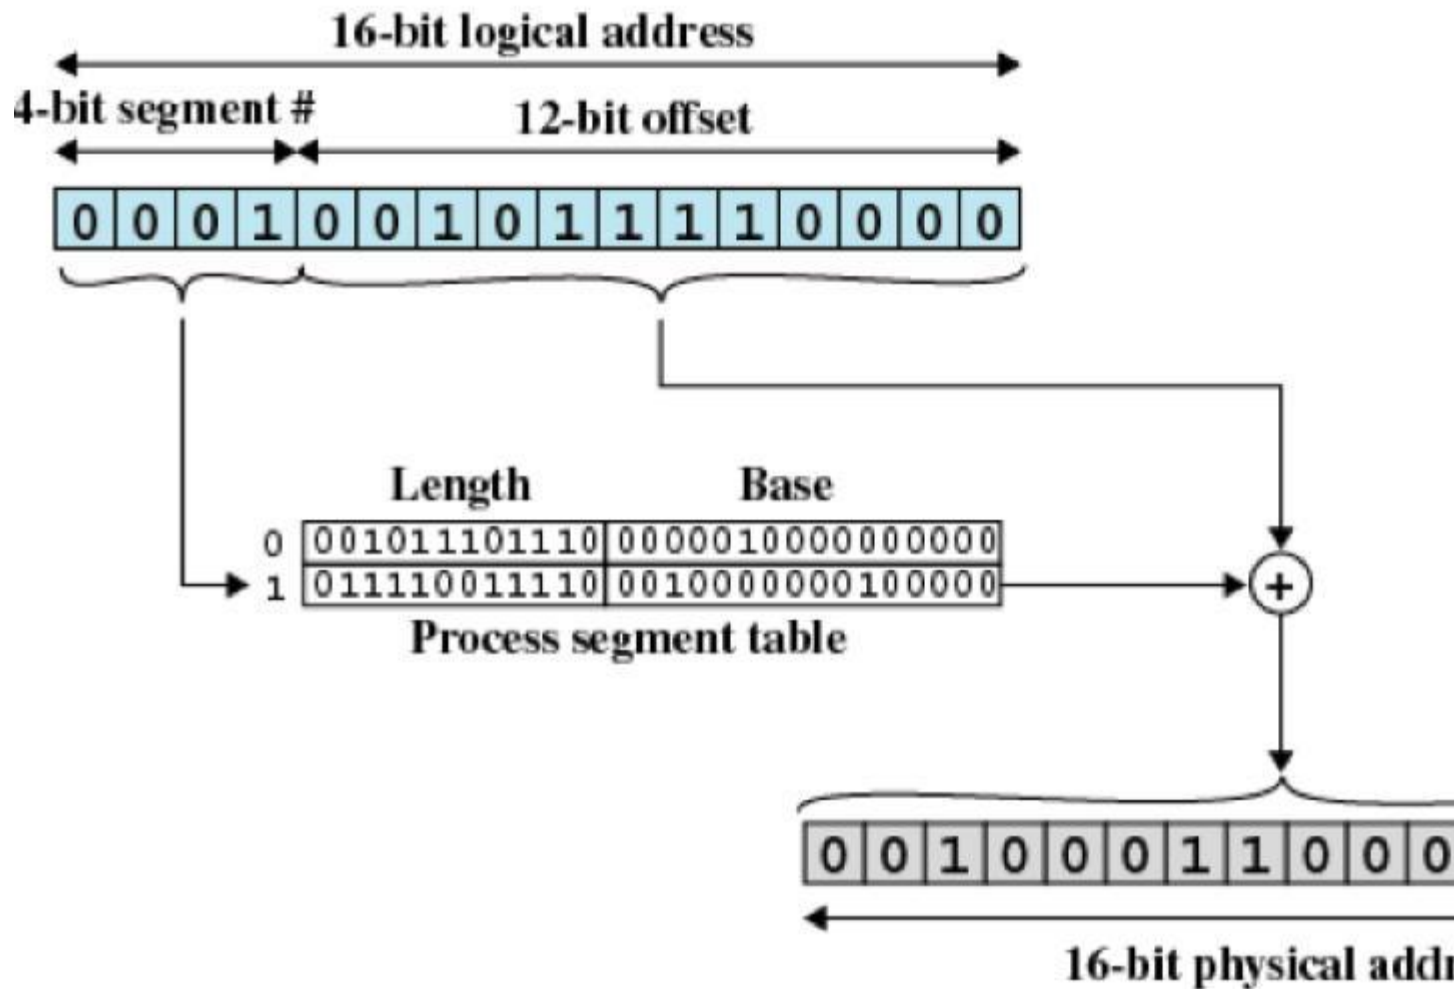 16-bit logical address
4-bit segment # 12-bit offset
0 0 0 1 0 0 1 0 1 1 1 1 0 0 0 0
Length Base
0 001011101110 0000010000000000
1 011110011110 0010000000100000
+
Process segment table
0 0 1 0 0 0 1 1 0 0 0
16-bit physical addr